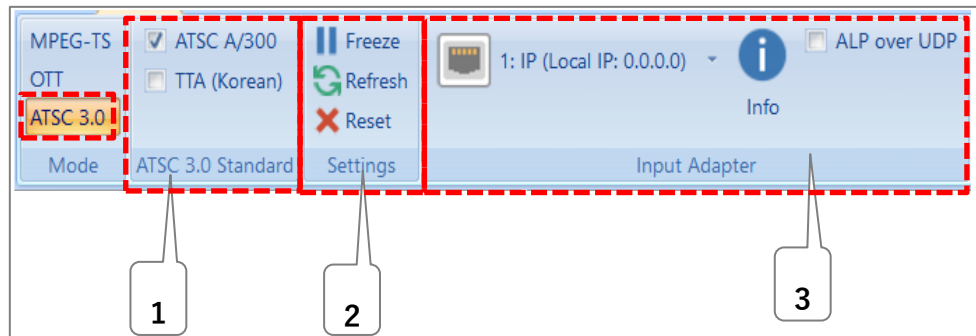 MPEG-TS
OTT
ATSC 3.0
Mode
ATSC A/300
TTA (Korean)
ATSC 3.0 Standard
Freeze
Refresh
Reset
Settings
1: IP (Local IP: 0.0.0.0)
Info
ALP over UDP
Input Adapter
1
2
3